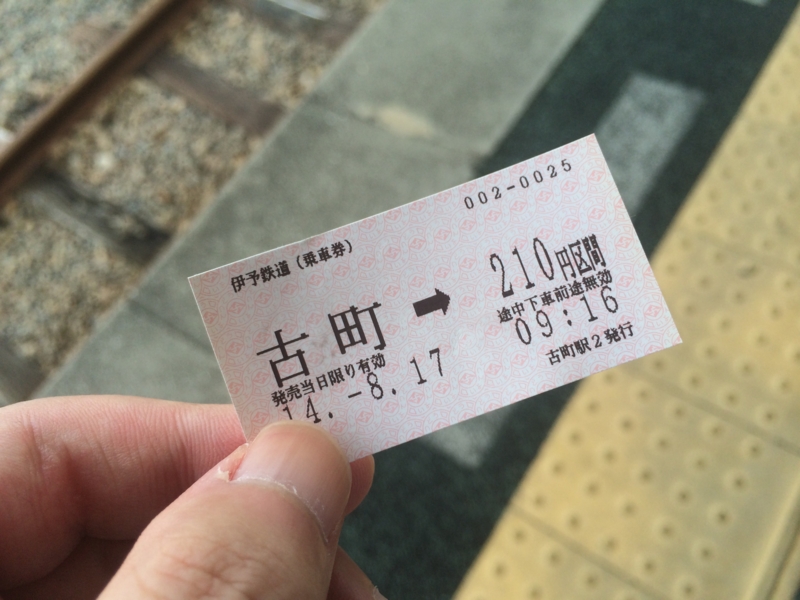 002-0025
伊予鉄道（乗車券）
古町 ➡ 210円区間
途中下車前途無効
発売当日限り有効
14.-8.17 09:16
古町駅2発行